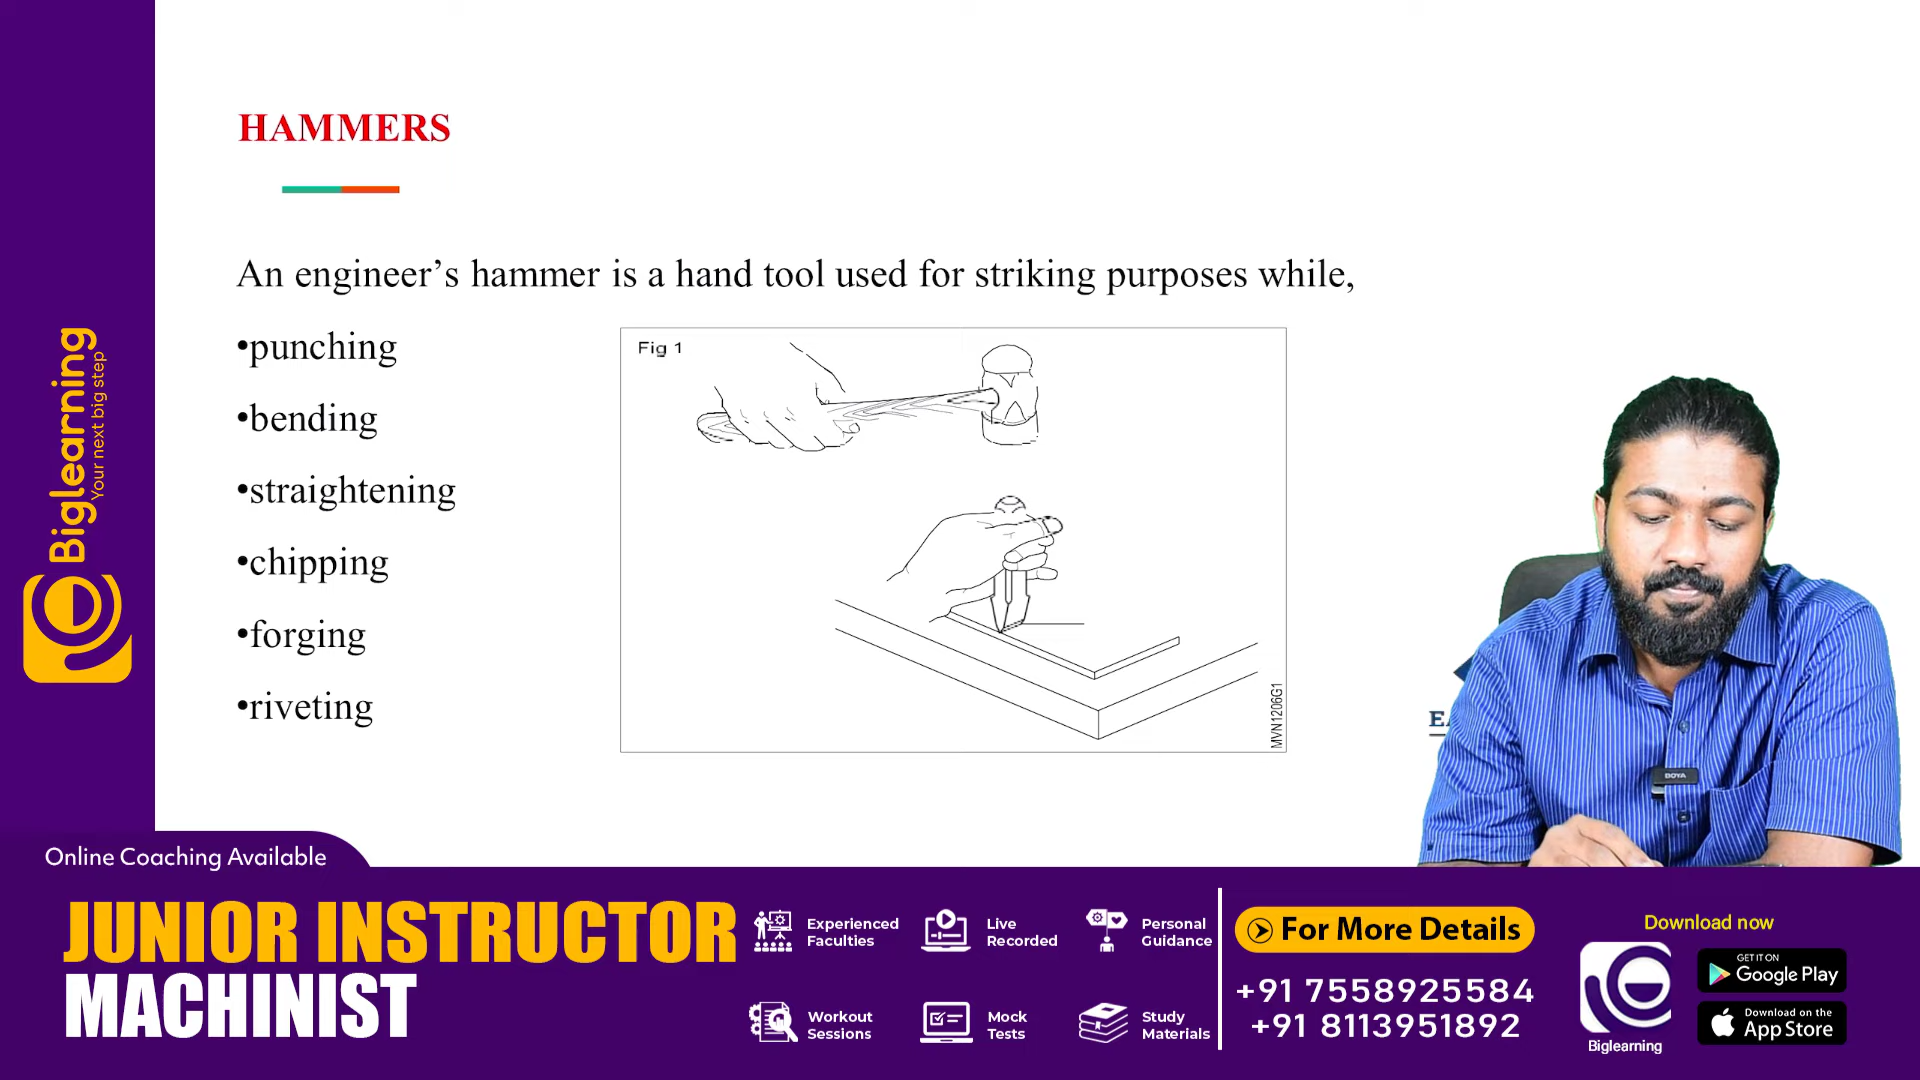 HAMMERS
An engineer’s hammer is a hand tool used for striking purposes while,
•punching
•bending
•straightening
•chipping
•forging
•riveting
Fig 1
MVN1206G1
Biglearning
Your next big step
BOYA
Online Coaching Available
JUNIOR INSTRUCTOR
MACHINIST
Experienced
Faculties
Live
Recorded
Personal
Guidance
Workout
Sessions
Mock
Tests
Study
Materials
For More Details
+91 7558925584
+91 8113951892
Download now
Biglearning
GET IT ON
Google Play
Download on the
App Store